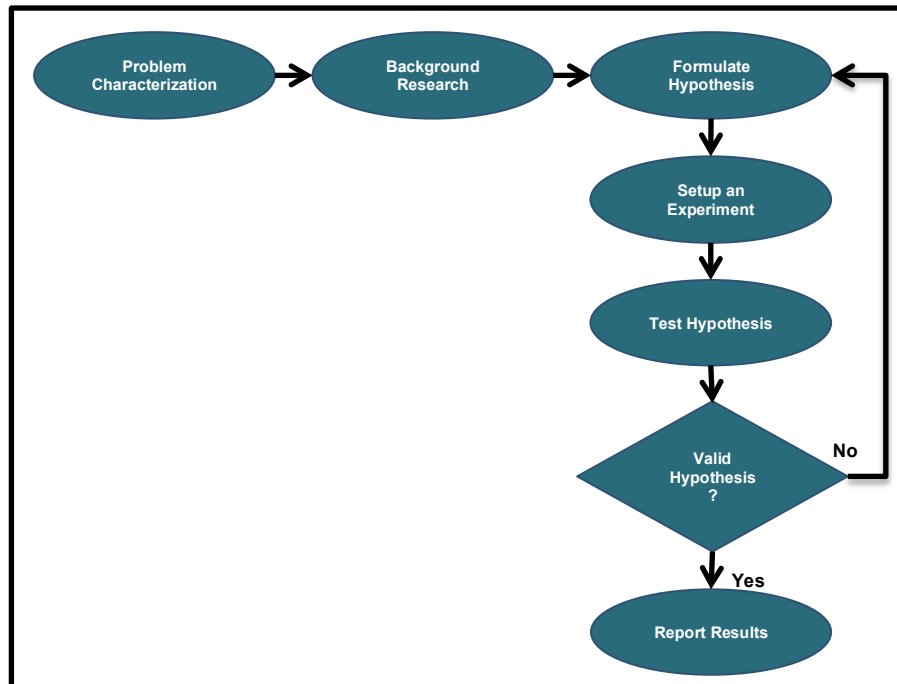 Problem
Characterization
Background
Research
Formulate
Hypothesis
Setup an
Experiment
Test Hypothesis
Valid
Hypothesis
?
No
Yes
Report Results